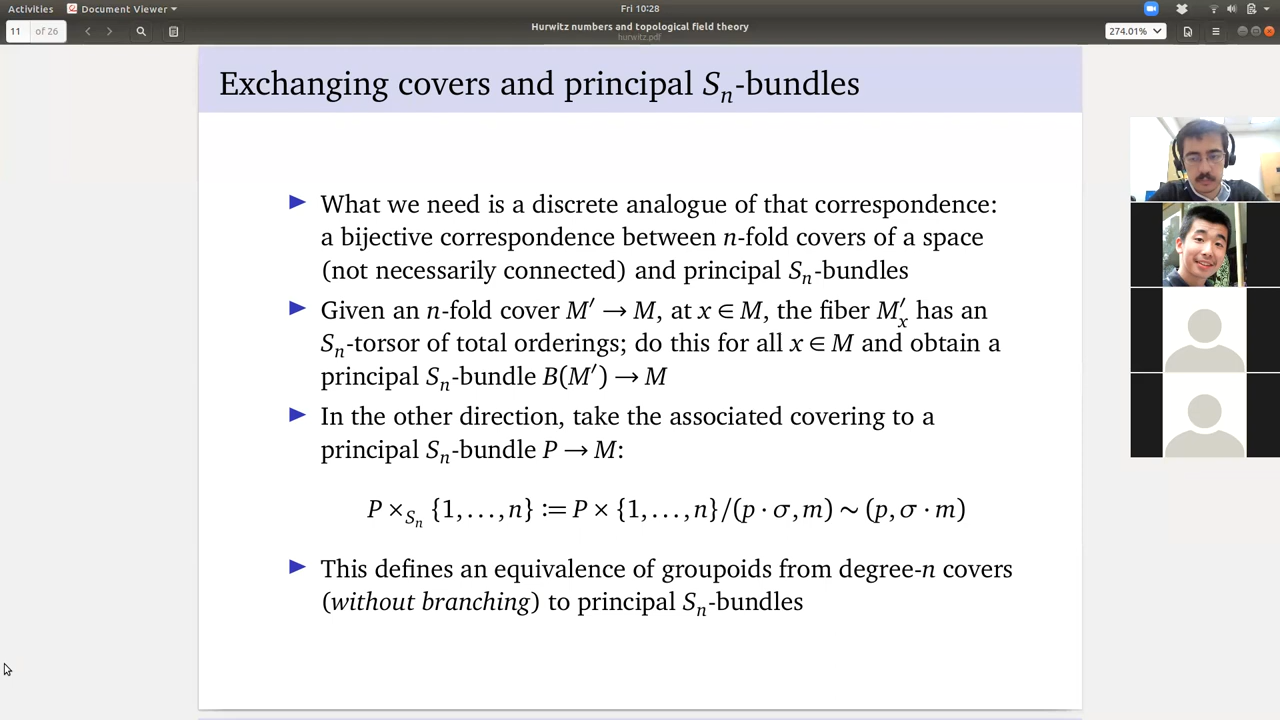 Activities Document Viewer Fri 10:28
11 of 26 Hurwitz numbers and topological field theory 274.01%
hurwitz.pdf
Exchanging covers and principal Sₙ-bundles
▶ What we need is a discrete analogue of that correspondence:
a bijective correspondence between n-fold covers of a space
(not necessarily connected) and principal Sₙ-bundles
▶ Given an n-fold cover M′ → M, at x ∈ M, the fiber M′ₓ has an
Sₙ-torsor of total orderings; do this for all x ∈ M and obtain a
principal Sₙ-bundle B(M′) → M
▶ In the other direction, take the associated covering to a
principal Sₙ-bundle P → M:
P ×_{Sₙ} {1, …, n} := P × {1, …, n}/(p · σ, m) ∼ (p, σ · m)
▶ This defines an equivalence of groupoids from degree-n covers
(without branching) to principal Sₙ-bundles